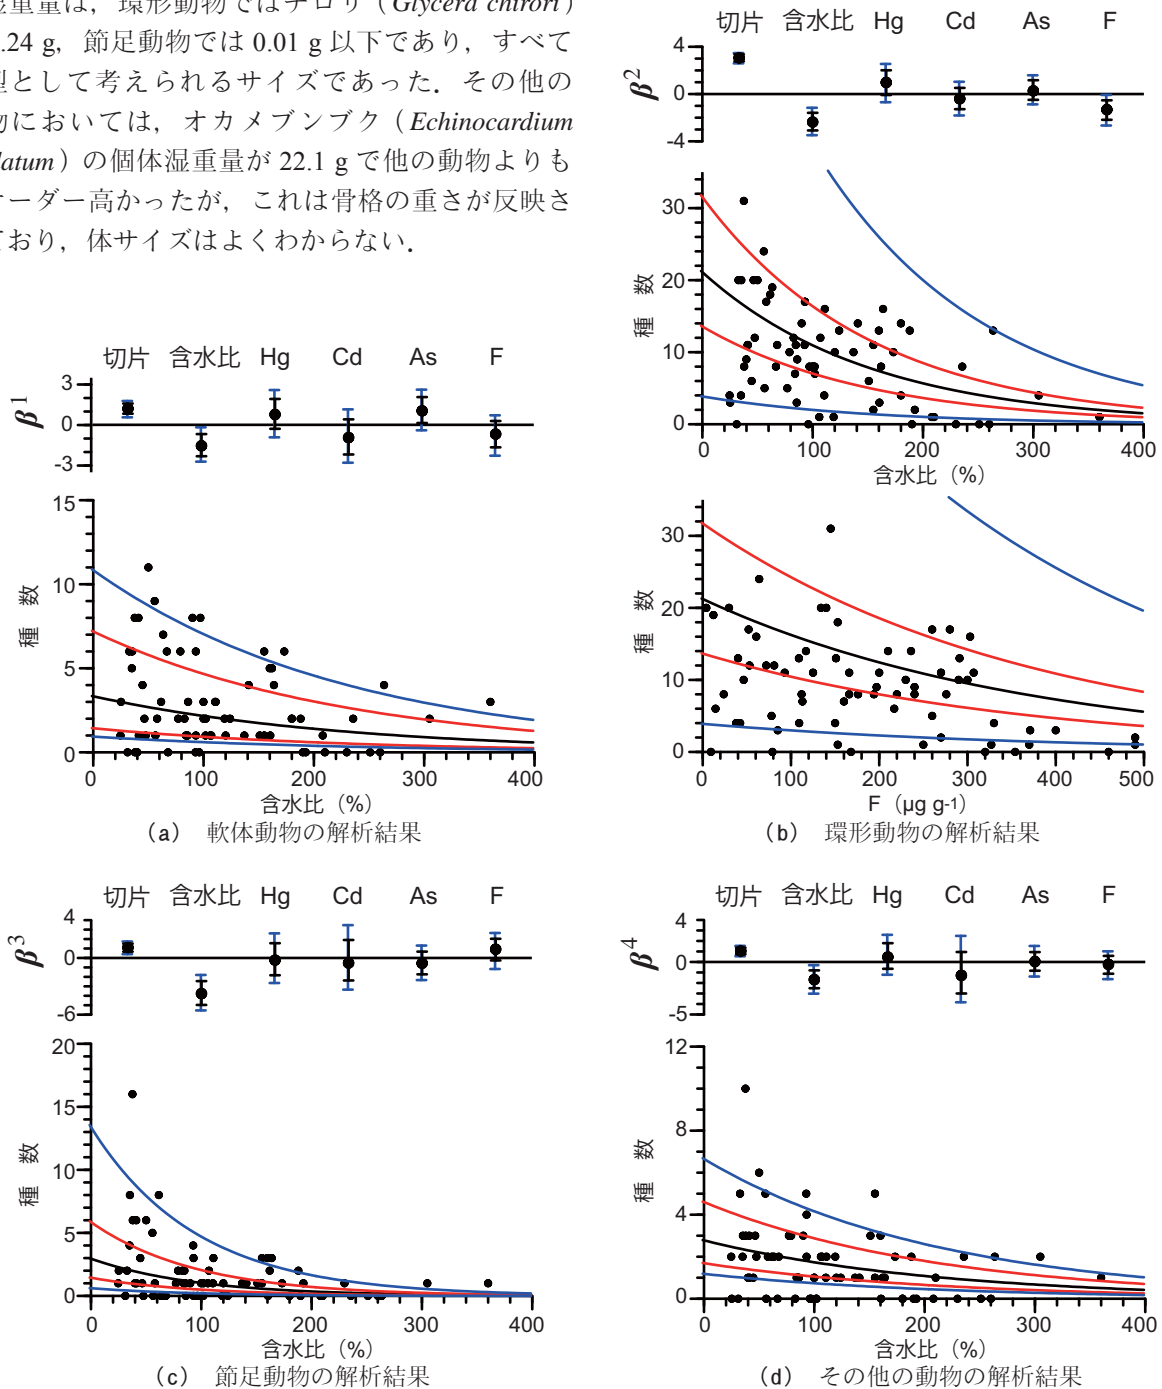 湿重量は，環形動物ではチロリ（Glycera chirori）
.24 g，節足動物では 0.01 g 以下であり，すべて
型として考えられるサイズであった．その他の
物においては，オカメブンブク（Echinocardium
datum）の個体湿重量が 22.1 g で他の動物よりも
オーダー高かったが，これは骨格の重さが反映さ
ており，体サイズはよくわからない．
切片 含水比 Hg Cd As F
β1
3
0
-3
種 数
15
10
5
0
0 100 200 300 400
含水比（%）
（a） 軟体動物の解析結果
切片 含水比 Hg Cd As F
β2
4
0
-4
種 数
30
20
10
0
0 100 200 300 400
含水比（%）
種 数
30
20
10
0
0 100 200 300 400 500
F（µg g-1）
（b） 環形動物の解析結果
切片 含水比 Hg Cd As F
β3
4
0
-6
種 数
20
15
10
5
0
0 100 200 300 400
含水比（%）
（c） 節足動物の解析結果
切片 含水比 Hg Cd As F
β4
4
0
-5
種 数
12
8
4
0
0 100 200 300 400
含水比（%）
（d） その他の動物の解析結果